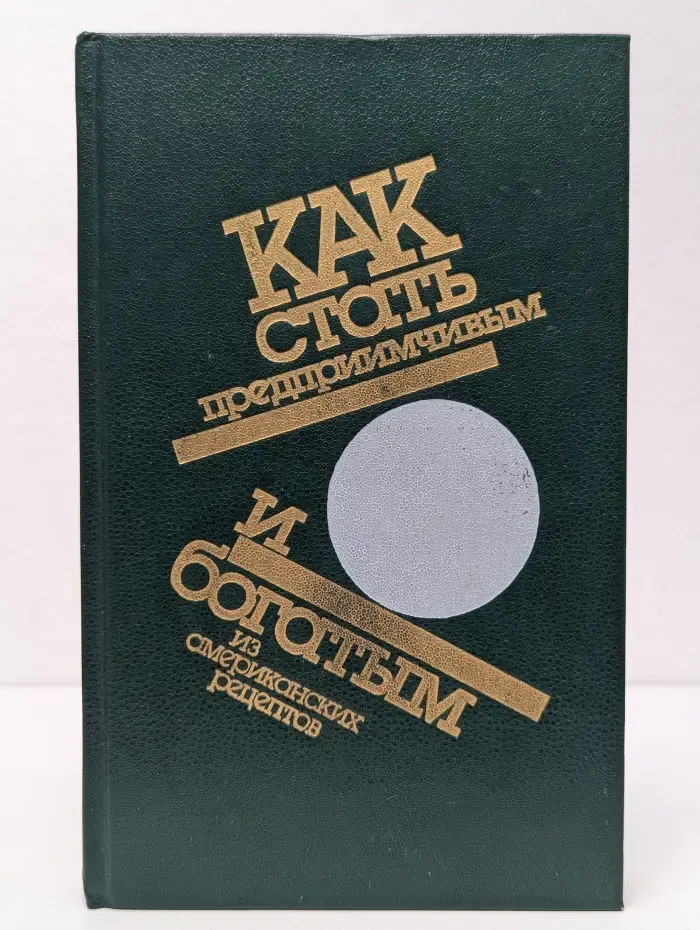 КАК
стать
предприимчивым
и
богатым
из
американских
рецептов